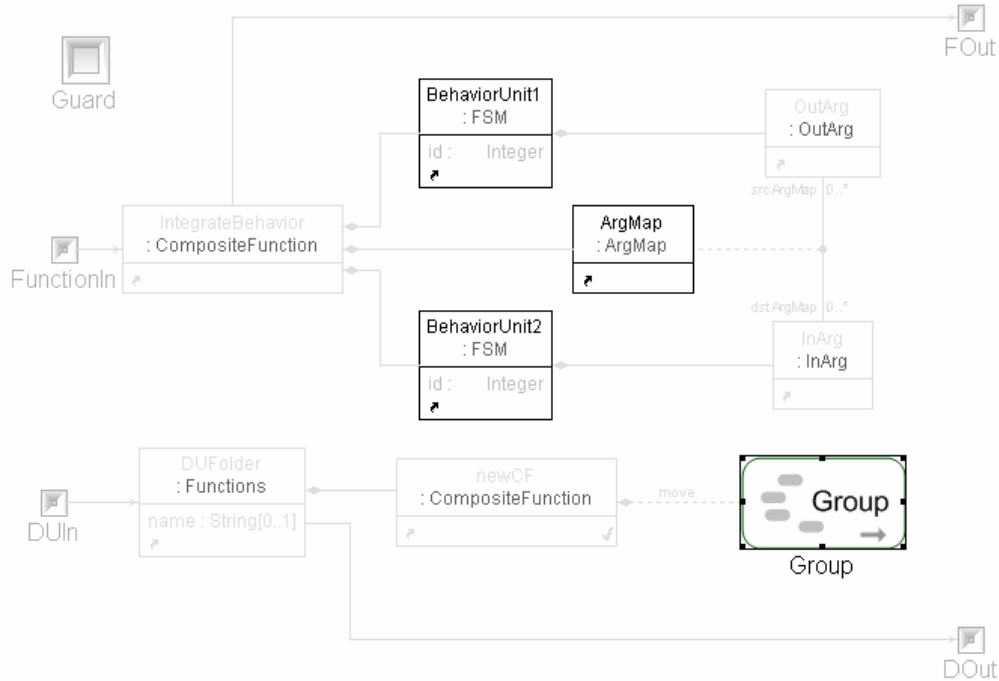 FOut
Guard
BehaviorUnit1
: FSM
id : Integer
OutArg
: OutArg
srcArgMap 0..*
IntegrateBehavior
: CompositeFunction
ArgMap
: ArgMap
FunctionIn
dstArgMap 0..*
BehaviorUnit2
: FSM
id : Integer
InArg
: InArg
DUFolder
: Functions
name : String[0..1]
newCF
: CompositeFunction
move
Group
Group
DUIn
DOut